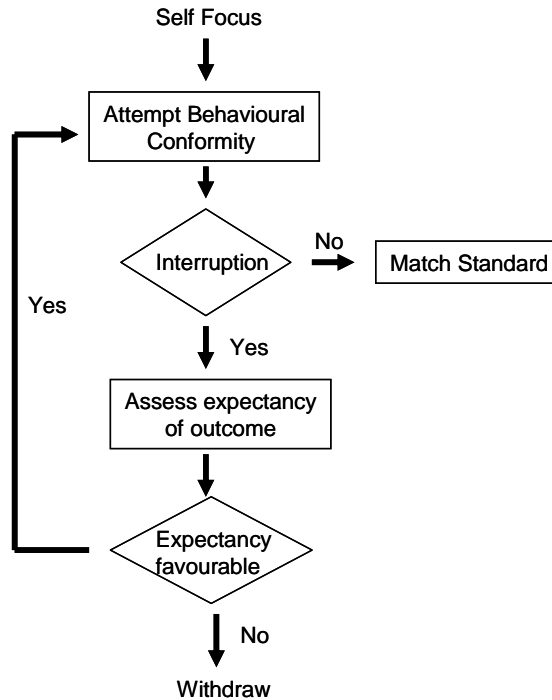 Self Focus
Attempt Behavioural
Conformity
Interruption
No
Match Standard
Yes
Yes
Assess expectancy
of outcome
Expectancy
favourable
No
Withdraw